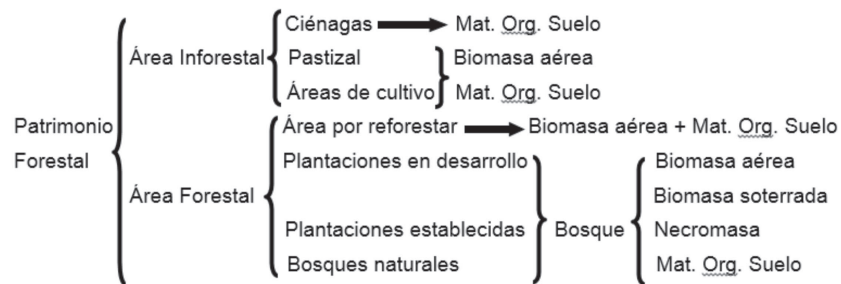 Ciénagas Mat. Org. Suelo
Área Inforestal Pastizal Biomasa aérea
Áreas de cultivo Mat. Org. Suelo
Patrimonio Área por reforestar Biomasa aérea + Mat. Org. Suelo
Forestal Plantaciones en desarrollo Biomasa aérea
Área Forestal Biomasa soterrada
Plantaciones establecidas Bosque Necromasa
Bosques naturales Mat. Org. Suelo